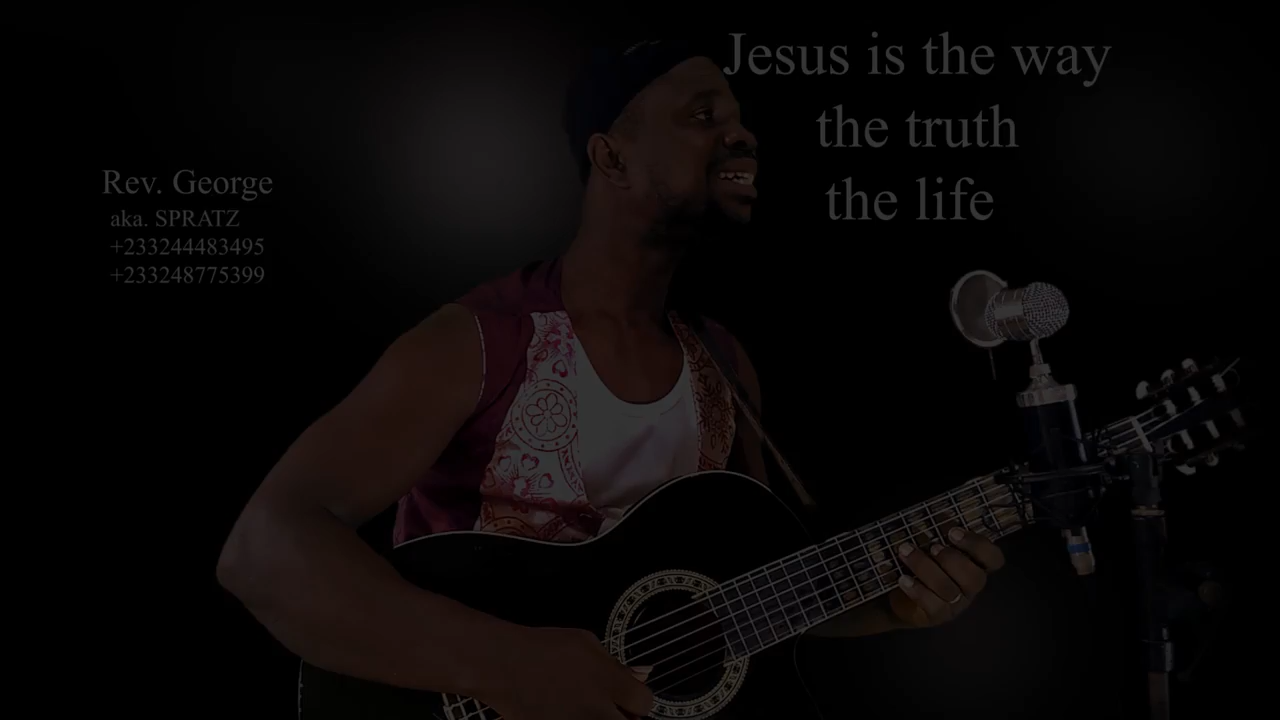 Jesus is the way
the truth
the life
Rev. George
aka. SPRATZ
+233244483495
+233248775399